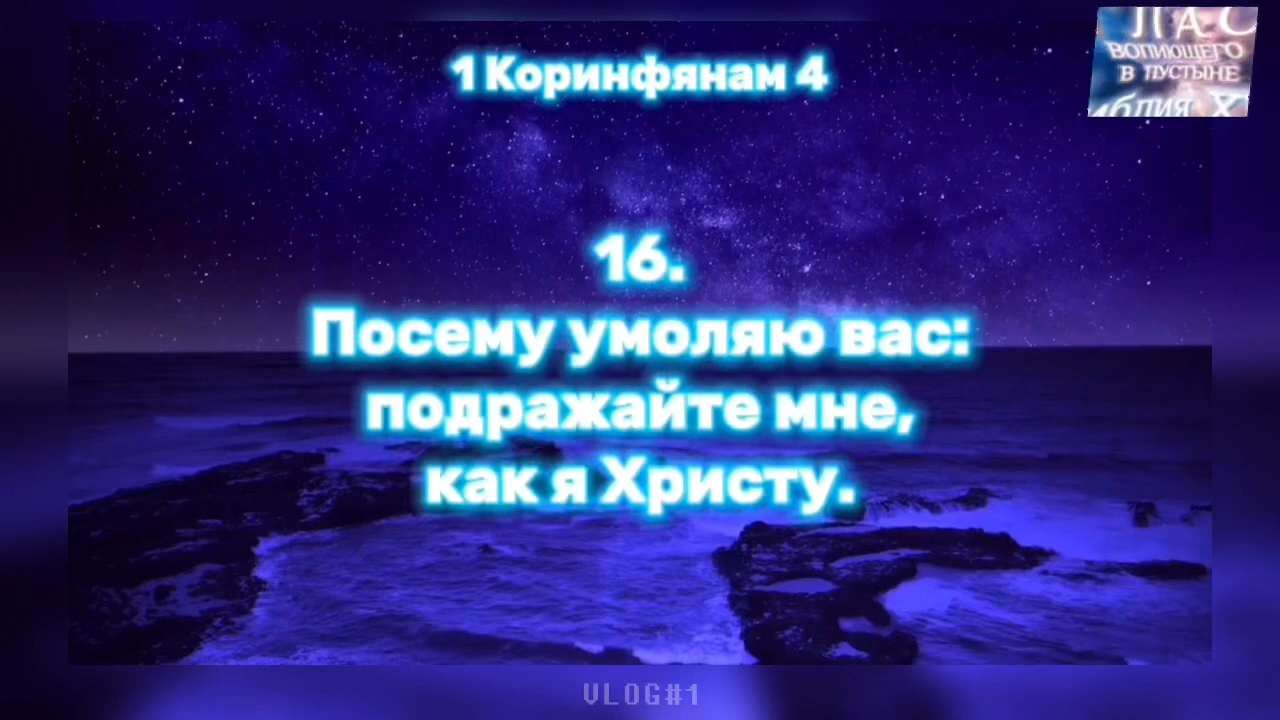 1 Коринфянам 4
ВОПИЮЩЕГО
В ПУСТЫНЕ
16.
Посему умоляю вас:
подражайте мне,
как я Христу.
VLOG#1